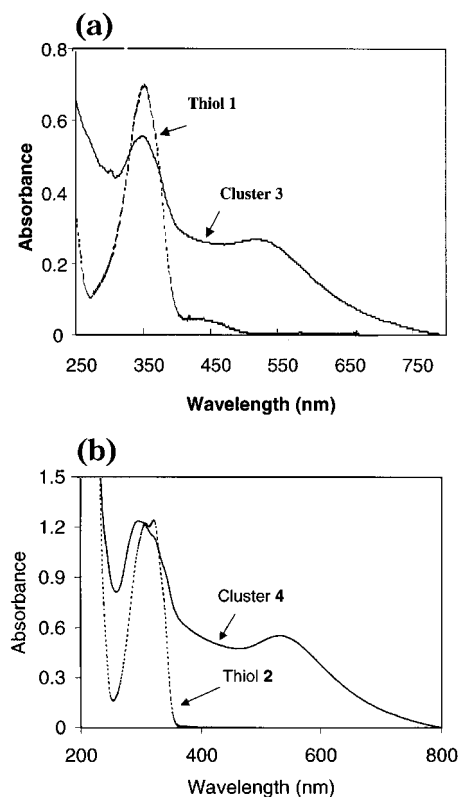 (a)
0.8
0.6
0.4
0.2
0
Absorbance
Thiol 1
Cluster 3
250 350 450 550 650 750
Wavelength (nm)
(b)
1.5
1.2
0.9
0.6
0.3
0
Absorbance
Cluster 4
Thiol 2
200 400 600 800
Wavelength (nm)